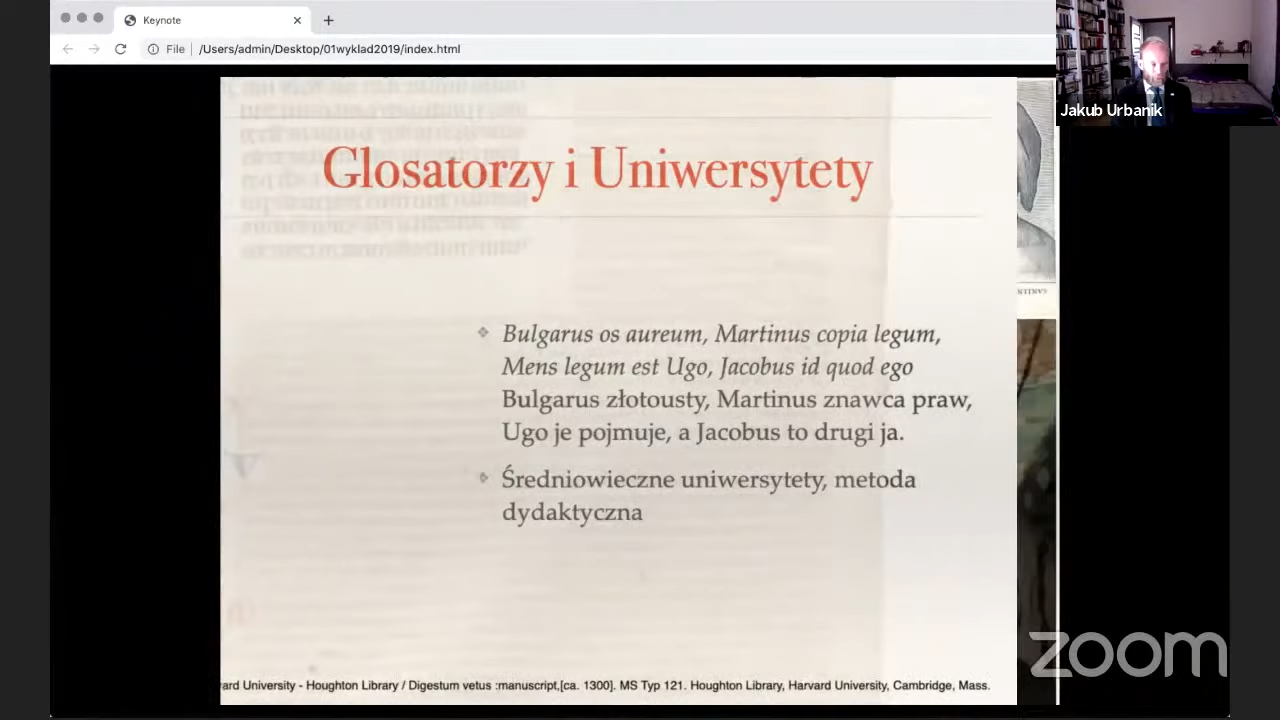 Keynote
File
/Users/admin/Desktop/01wyklad2019/index.html
Jakub Urbanik
Glosatorzy i Uniwersytety
Bulgarus os aureum, Martinus copia legum,
Mens legum est Ugo, Jacobus id quod ego
Bulgarus złotousty, Martinus znawca praw,
Ugo je pojmuje, a Jacobus to drugi ja.
Średniowieczne uniwersytety, metoda
dydaktyczna
University - Houghton Library / Digestum vetus :manuscript,[ca. 1300]. MS Typ 121. Houghton Library, Harvard University, Cambridge, Mass.
zoom